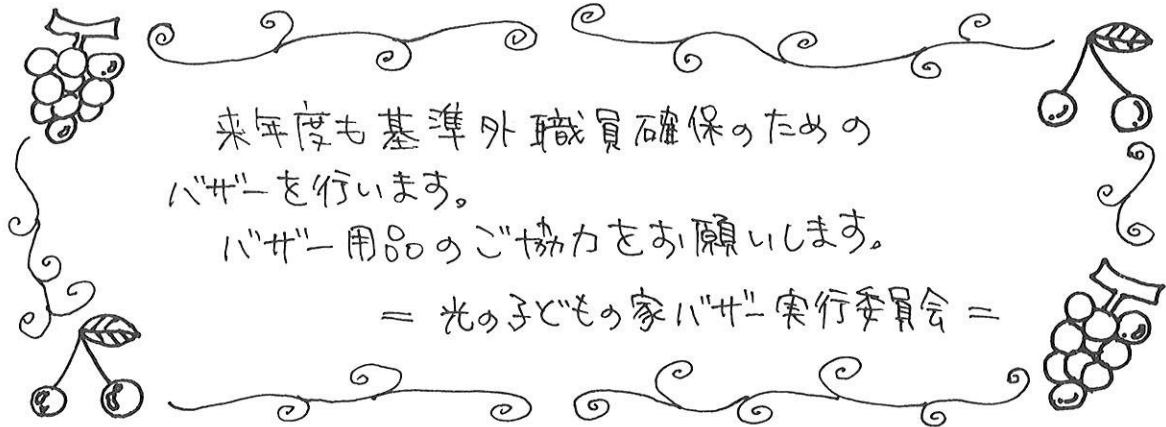 来年度も基準外職員確保のための
バザーを行います。
バザー用品のご協力をお願いします。
= 光の子どもの家バザー実行委員会 =